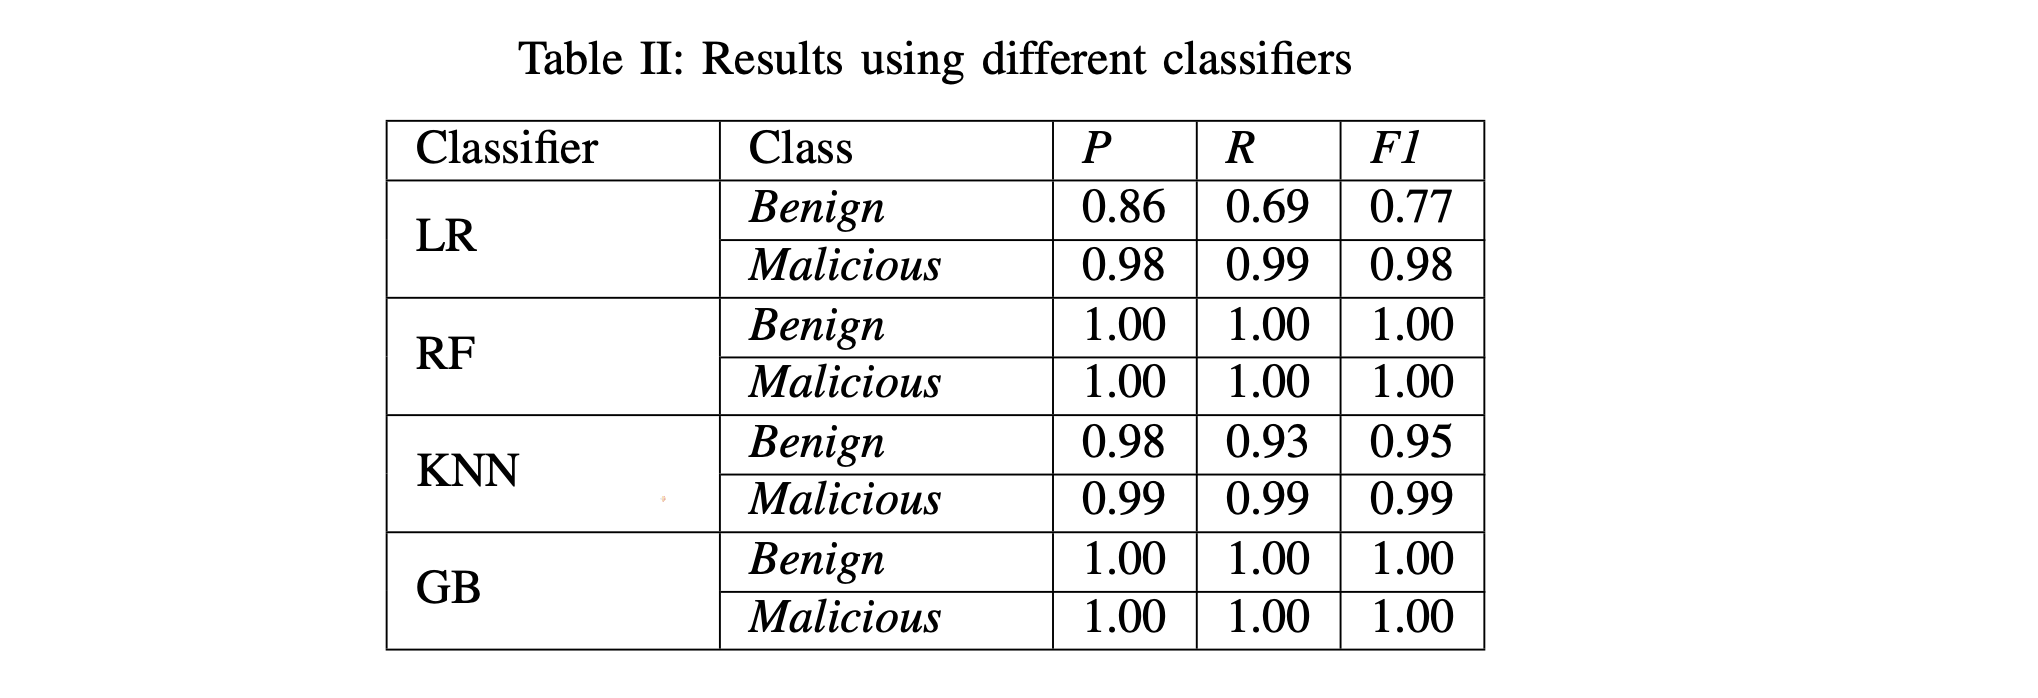 Table II: Results using different classifiers
Classifier Class P R F1
LR
Benign 0.86 0.69 0.77
Malicious 0.98 0.99 0.98
RF
Benign 1.00 1.00 1.00
Malicious 1.00 1.00 1.00
KNN
Benign 0.98 0.93 0.95
Malicious 0.99 0.99 0.99
GB
Benign 1.00 1.00 1.00
Malicious 1.00 1.00 1.00